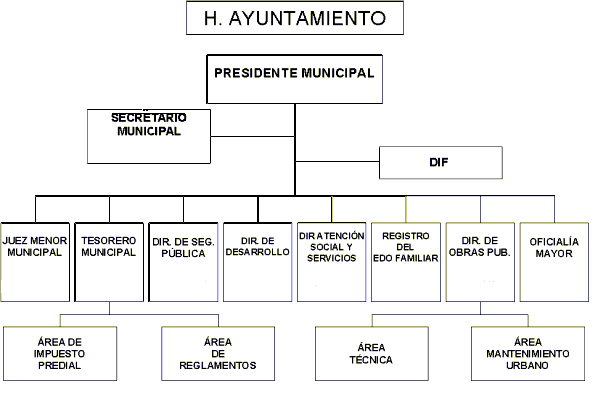 H. AYUNTAMIENTO
PRESIDENTE MUNICIPAL
SECRETARIO
MUNICIPAL
DIF
JUEZ MENOR
MUNICIPAL
TESORERO
MUNICIPAL
DIR. DE SEG.
PÚBLICA
DIR. DE
DESARROLLO
DIR ATENCIÓN
SOCIAL Y
SERVICIOS
REGISTRO
DEL
EDO FAMILIAR
DIR. DE
OBRAS PUB.
OFICIALÍA
MAYOR
ÁREA DE
IMPUESTO
PREDIAL
ÁREA
DE
REGLAMENTOS
ÁREA
TÉCNICA
ÁREA
MANTENIMIENTO
URBANO